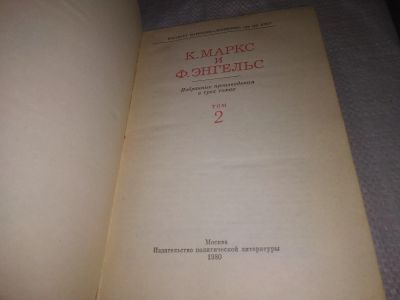 К. МАРКС
И
Ф. ЭНГЕЛЬС
Избранные произведения
в трех томах
ТОМ
2
Москва
Издательство политической литературы
1980